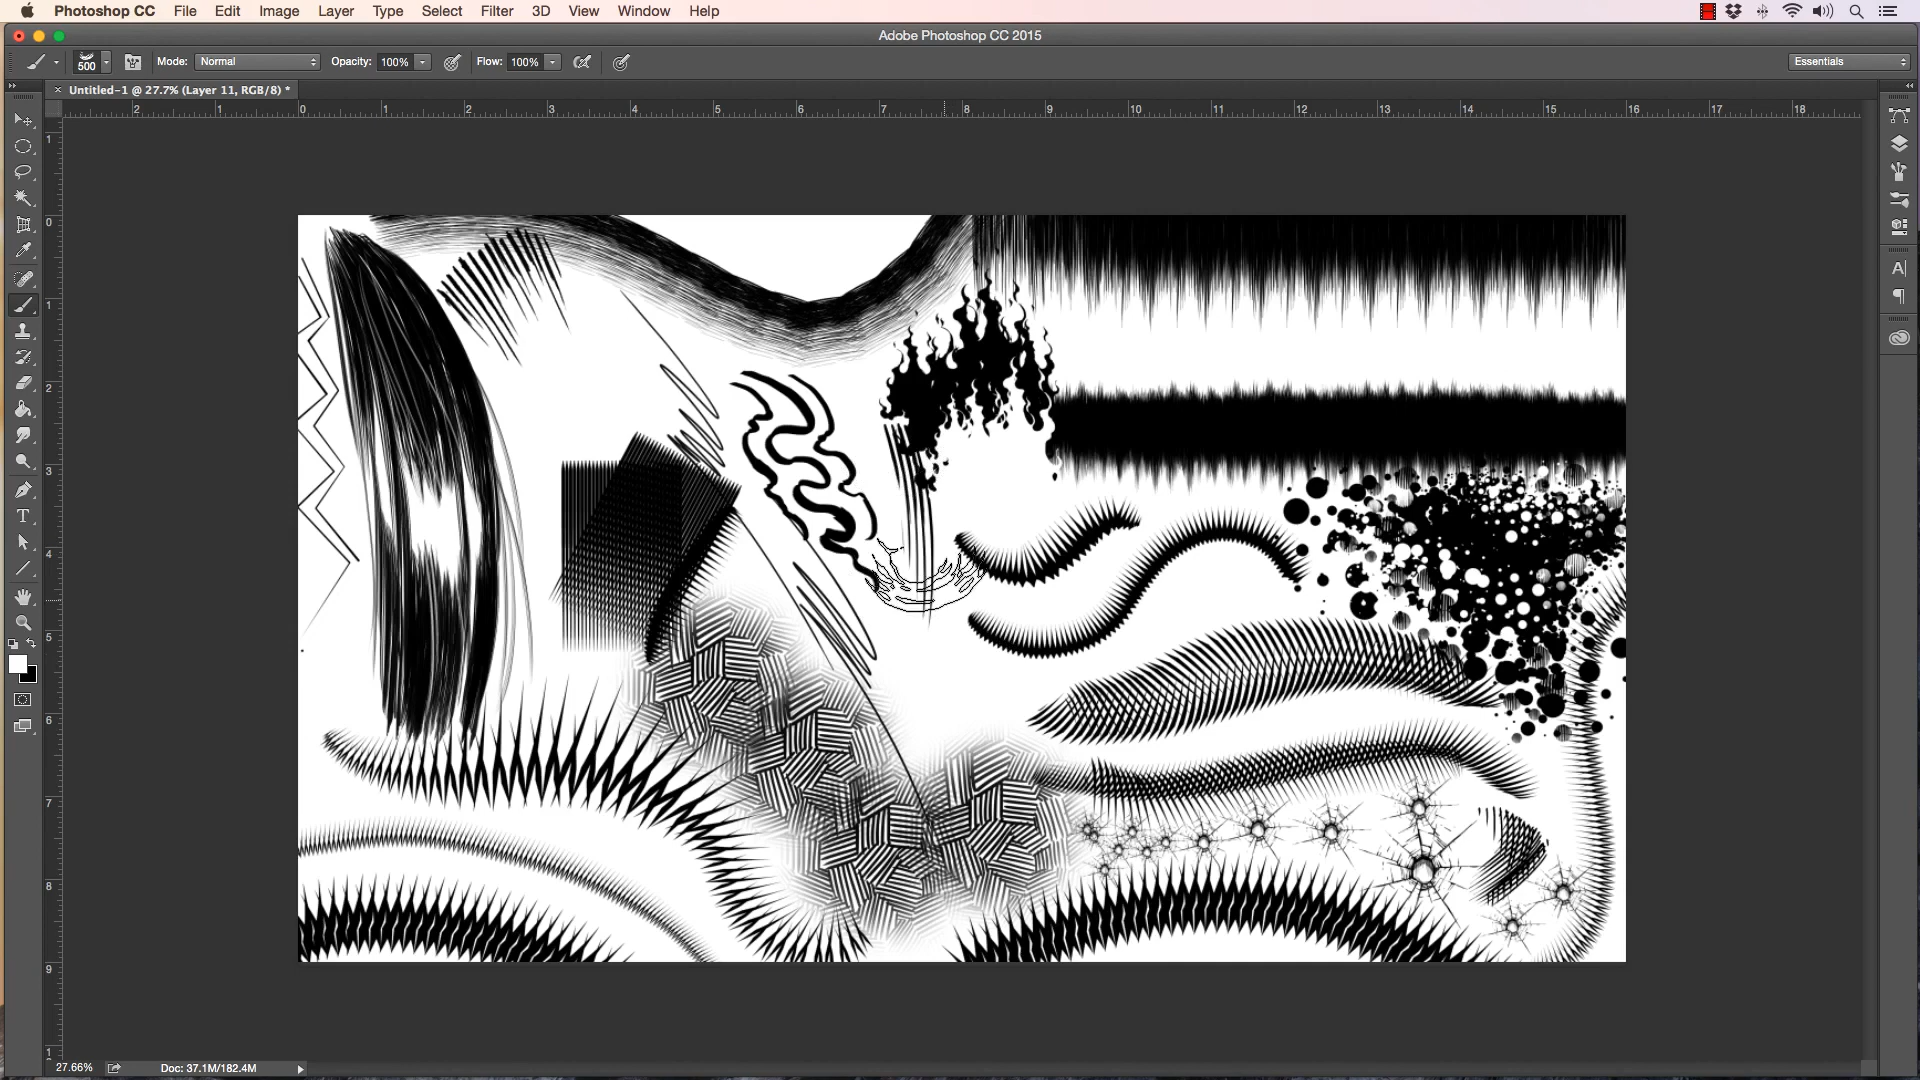 Photoshop CC File Edit Image Layer Type Select Filter 3D View Window Help
Adobe Photoshop CC 2015
500 Mode: Normal Opacity: 100% Flow: 100% Essentials
× Untitled-1 @ 27.7% (Layer 11, RGB/8) *
2 1 0 1 2 3 4 5 6 7 8 9 10 11 12 13 14 15 16 17 18
1
0
1
2
3
4
5
6
7
8
9
1
27.66% Doc: 37.1M/182.4M